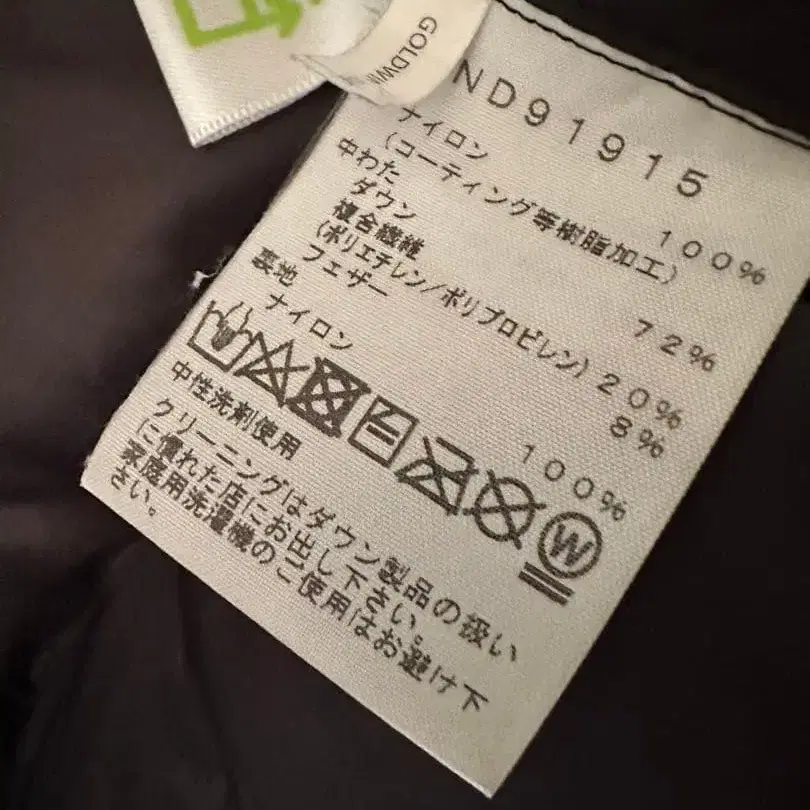 GOLDWIN
ND91915
ナイロン 100%
(コーティング等樹脂加工)
中わた
ダウン 72%
複合繊維
(ポリエチレン/ポリプロピレン) 20%
フェザー 8%
裏地
ナイロン 100%
W
中性洗剤使用
クリーニングはダウン製品の扱い
に慣れた店にお出し下さい。
家庭用洗濯機のご使用はお避け下
さい。